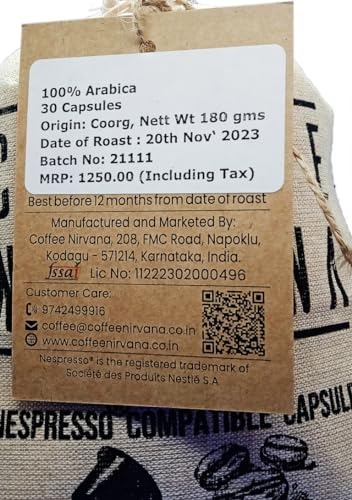 100% Arabica
30 Capsules
Origin: Coorg, Nett Wt 180 gms
Date of Roast : 20th Nov' 2023
Batch No: 21111
MRP: 1250.00 (Including Tax)
Best before 12 months from date of roast
Manufactured and Marketed By:
Coffee Nirvana, 208, FMC Road, Napoklu,
Kodagu - 571214, Karnataka, India.
fssai Lic No: 11222302000496
Customer Care:
9742499916
coffee@coffeenirvana.co.in
www.coffeenirvana.co.in
Nespresso® is the registered trademark of
Société des Produits Nestlé S.A
NESPRESSO COMPATIBLE CAPSUL